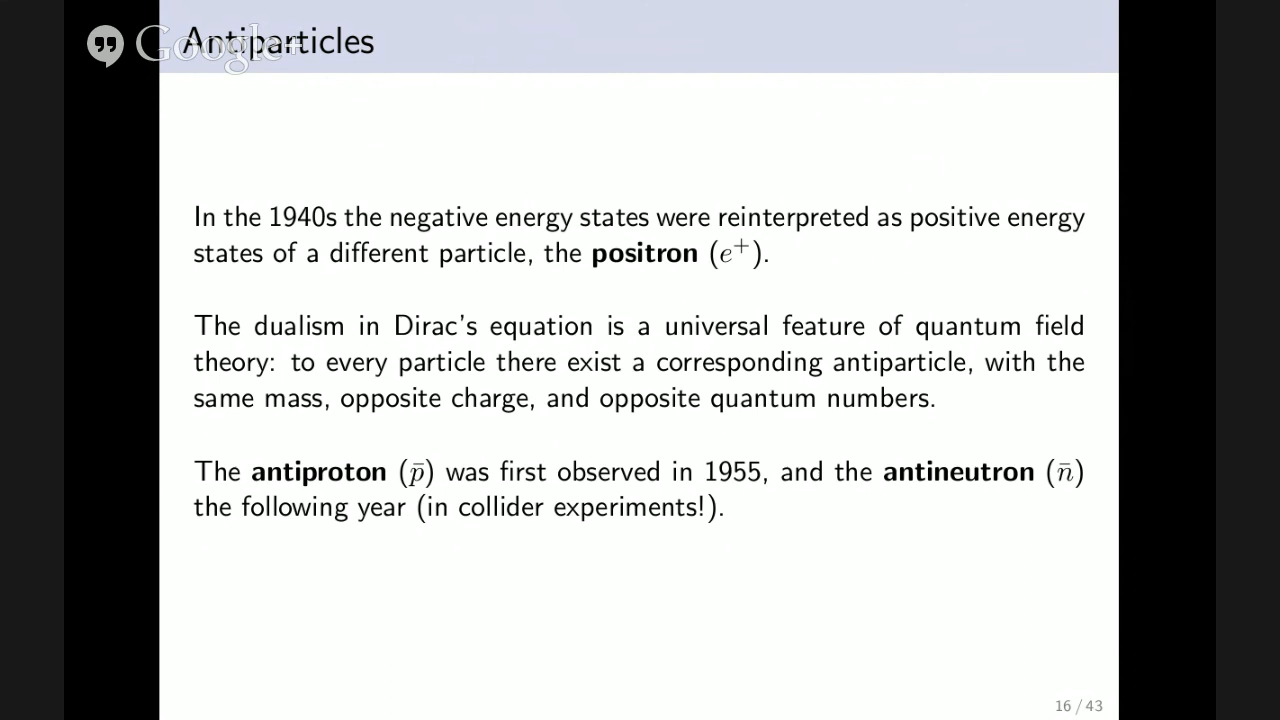 Google+
Antiparticles
In the 1940s the negative energy states were reinterpreted as positive energy
states of a different particle, the positron (e⁺).
The dualism in Dirac's equation is a universal feature of quantum field
theory: to every particle there exist a corresponding antiparticle, with the
same mass, opposite charge, and opposite quantum numbers.
The antiproton (p̄) was first observed in 1955, and the antineutron (n̄)
the following year (in collider experiments!).
16 / 43